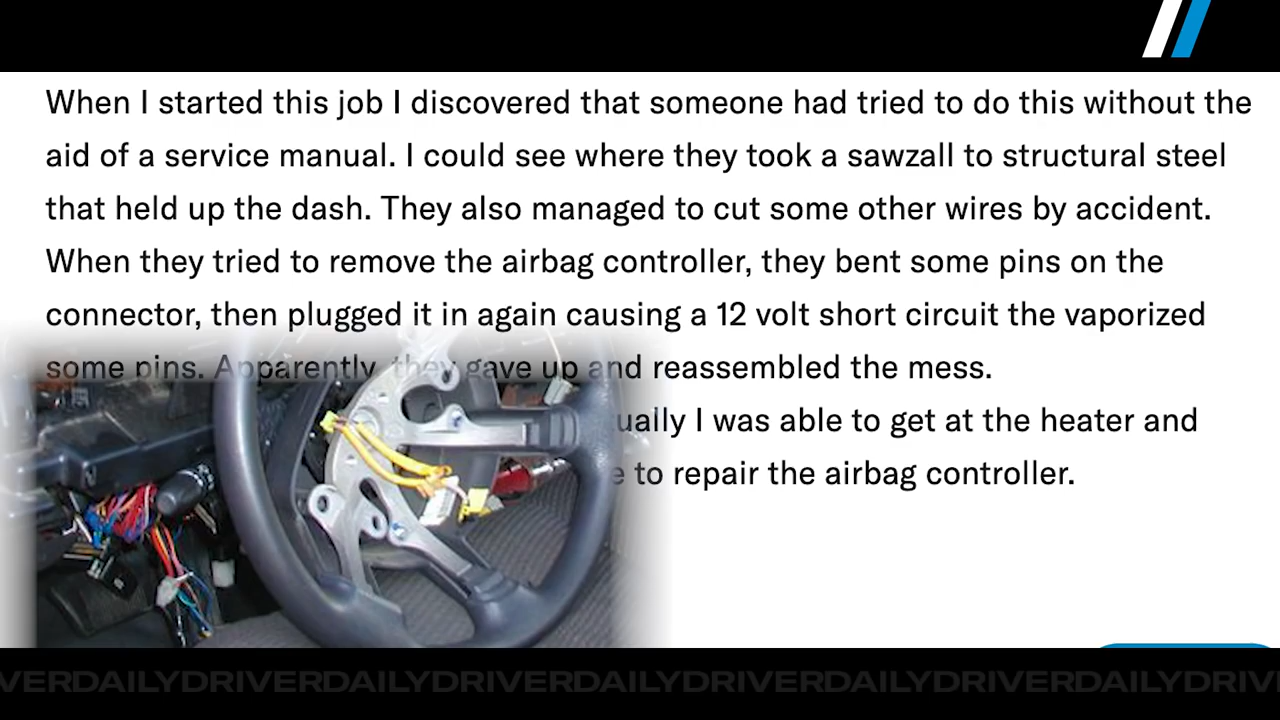 When I started this job I discovered that someone had tried to do this without the
aid of a service manual. I could see where they took a sawzall to structural steel
that held up the dash. They also managed to cut some other wires by accident.
When they tried to remove the airbag controller, they bent some pins on the
connector, then plugged it in again causing a 12 volt short circuit the vaporized
some pins. Apparently, they gave up and reassembled the mess.
ually I was able to get at the heater and
e to repair the airbag controller.
VERDAILYDRIVERDAILYDRIVERDAILYDRIVERDAILYDRIVERDAILYDRIV